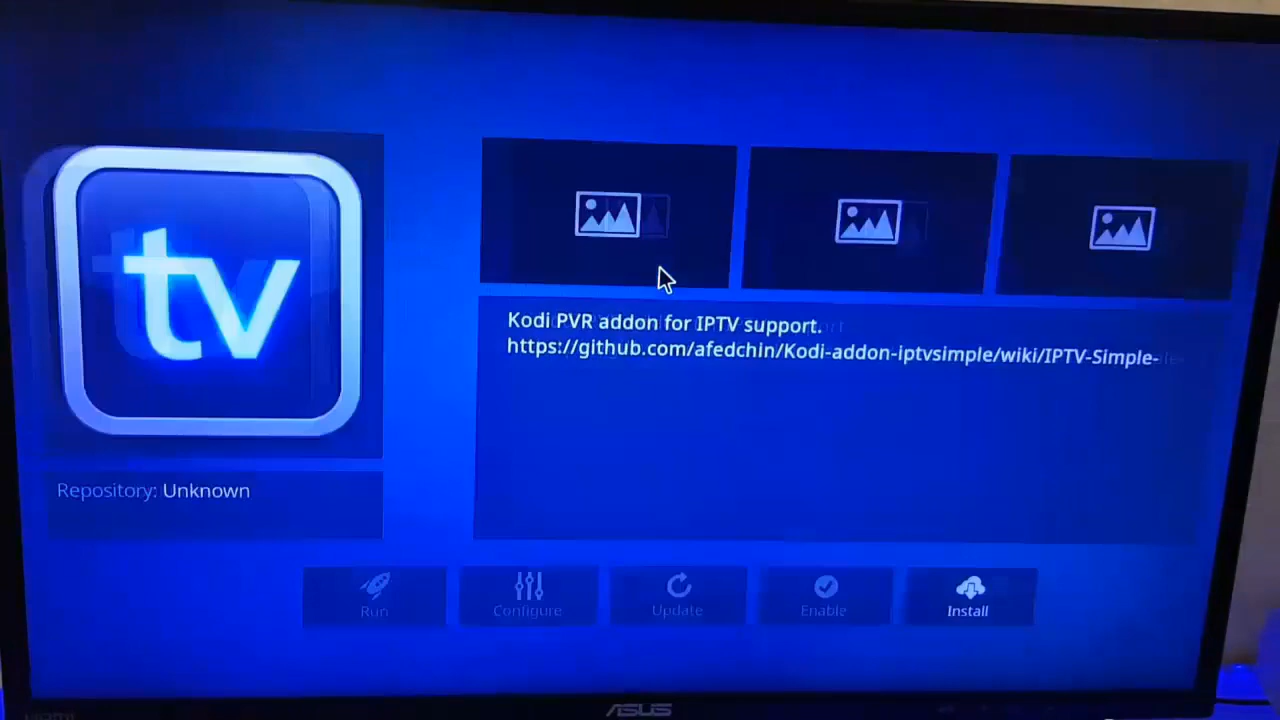 tv
Kodi PVR addon for IPTV support.
https://github.com/afedchin/Kodi-addon-iptvsimple/wiki/IPTV-Simple-
Repository: Unknown
Run
Configure
Update
Enable
Install
ASUS